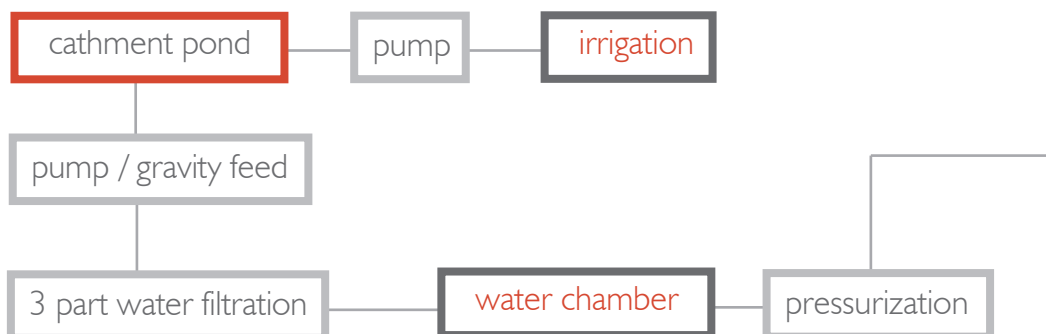 cathment pond
pump
irrigation
pump / gravity feed
3 part water filtration
water chamber
pressurization